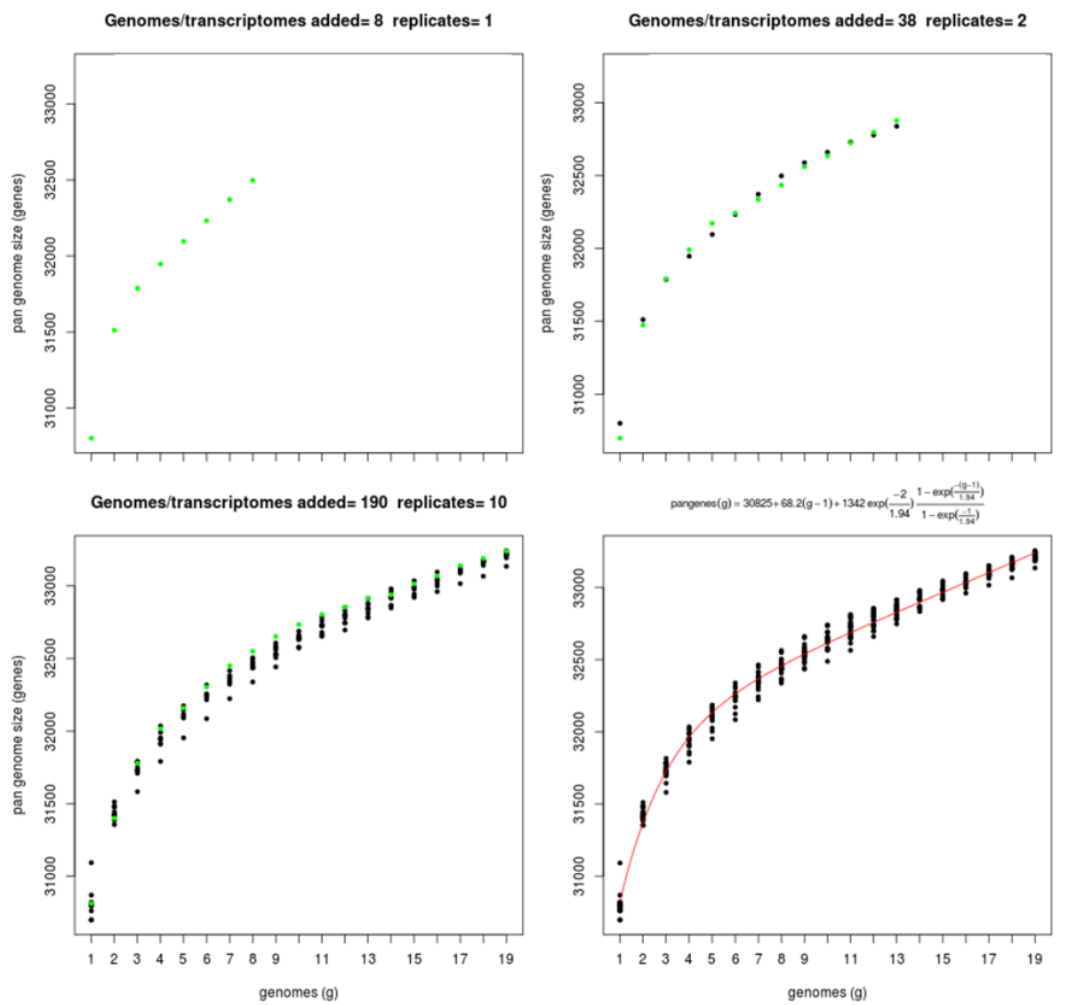 Genomes/transcriptomes added= 8 replicates= 1
pan genome size (genes)
33000
32500
32000
31500
31000
Genomes/transcriptomes added= 38 replicates= 2
pan genome size (genes)
33000
32500
32000
31500
31000
Genomes/transcriptomes added= 190 replicates= 10
pan genome size (genes)
33000
32500
32000
31500
31000
1 2 3 4 5 6 7 8 9 11 13 15 17 19
genomes (g)
pangenes(g) = 30825+68.2(g−1)+1342 exp(−2/1.94) (1−exp(−(g−1)/1.94))/(1−exp(−1/1.94))
33000
32500
32000
31500
31000
1 2 3 4 5 6 7 8 9 11 13 15 17 19
genomes (g)